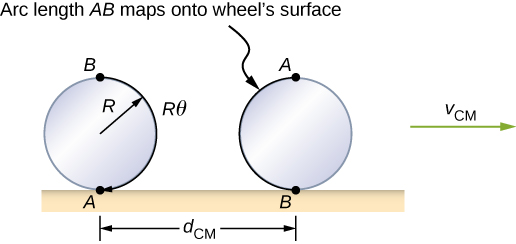 Arc length AB maps onto wheel's surface
B
A
R
Rθ
vCM
A
B
dCM